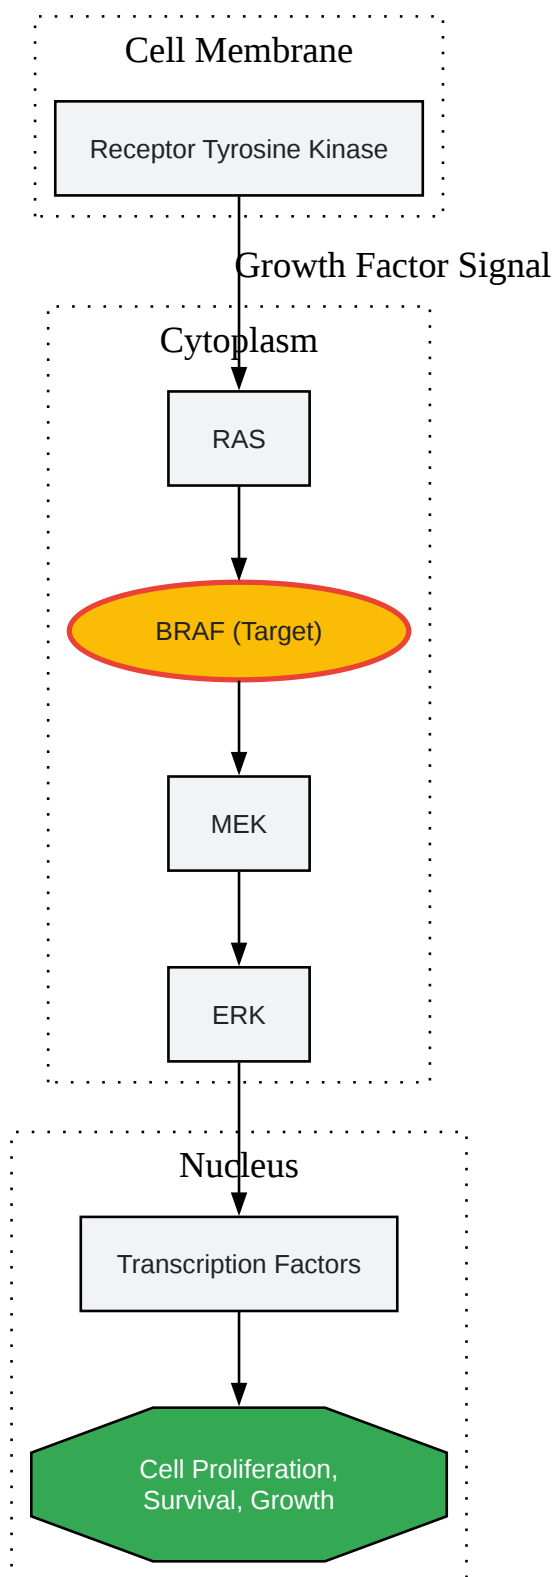 Cell Membrane
Receptor Tyrosine Kinase
Growth Factor Signal
Cytoplasm
RAS
BRAF (Target)
MEK
ERK
Nucleus
Transcription Factors
Cell Proliferation,
Survival, Growth